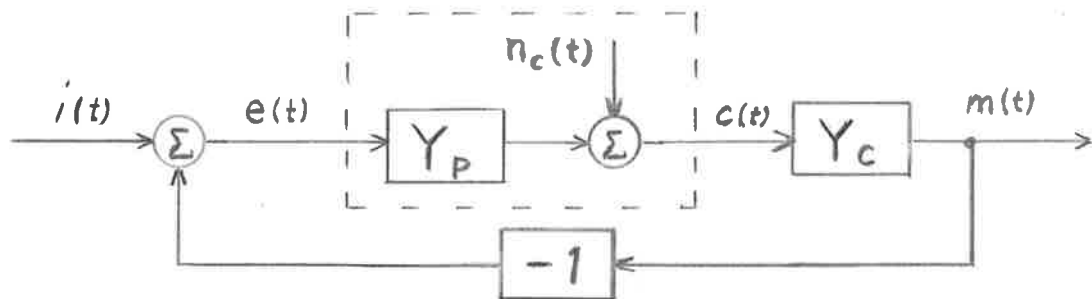 n_c(t)
i(t)
Σ
e(t)
Y_P
Σ
c(t)
Y_C
m(t)
-1